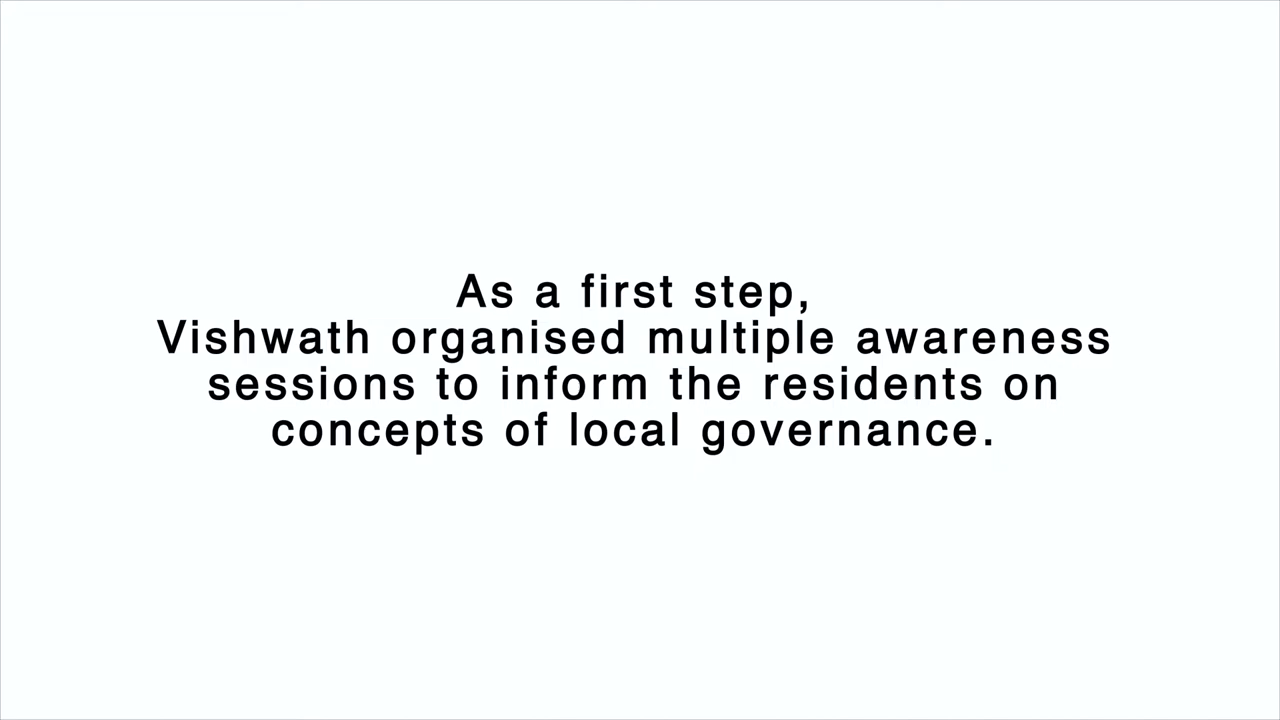 As a first step,
Vishwath organised multiple awareness
sessions to inform the residents on
concepts of local governance.